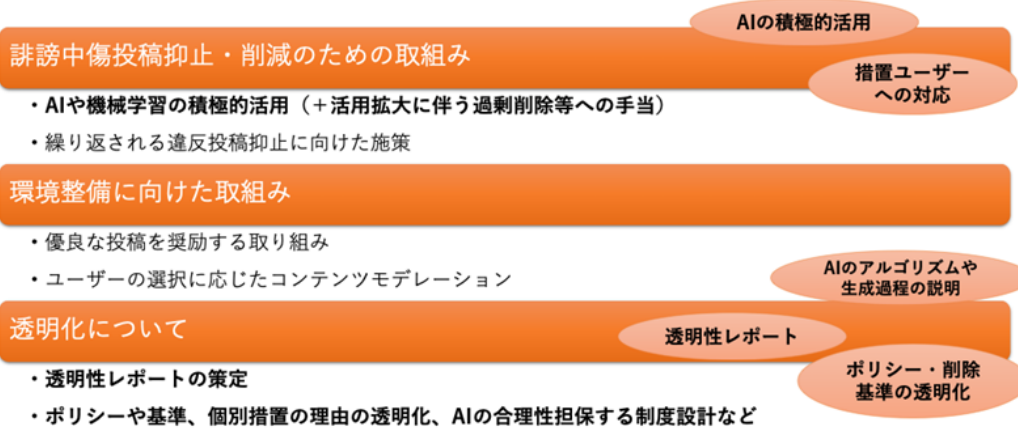 AIの積極的活用
誹謗中傷投稿抑止・削減のための取組み
措置ユーザー
への対応
・AIや機械学習の積極的活用（＋活用拡大に伴う過剰削除等への手当）
・繰り返される違反投稿抑止に向けた施策
環境整備に向けた取組み
・優良な投稿を奨励する取り組み
・ユーザーの選択に応じたコンテンツモデレーション
AIのアルゴリズムや
生成過程の説明
透明化について
透明性レポート
ポリシー・削除
基準の透明化
・透明性レポートの策定
・ポリシーや基準、個別措置の理由の透明化、AIの合理性担保する制度設計など